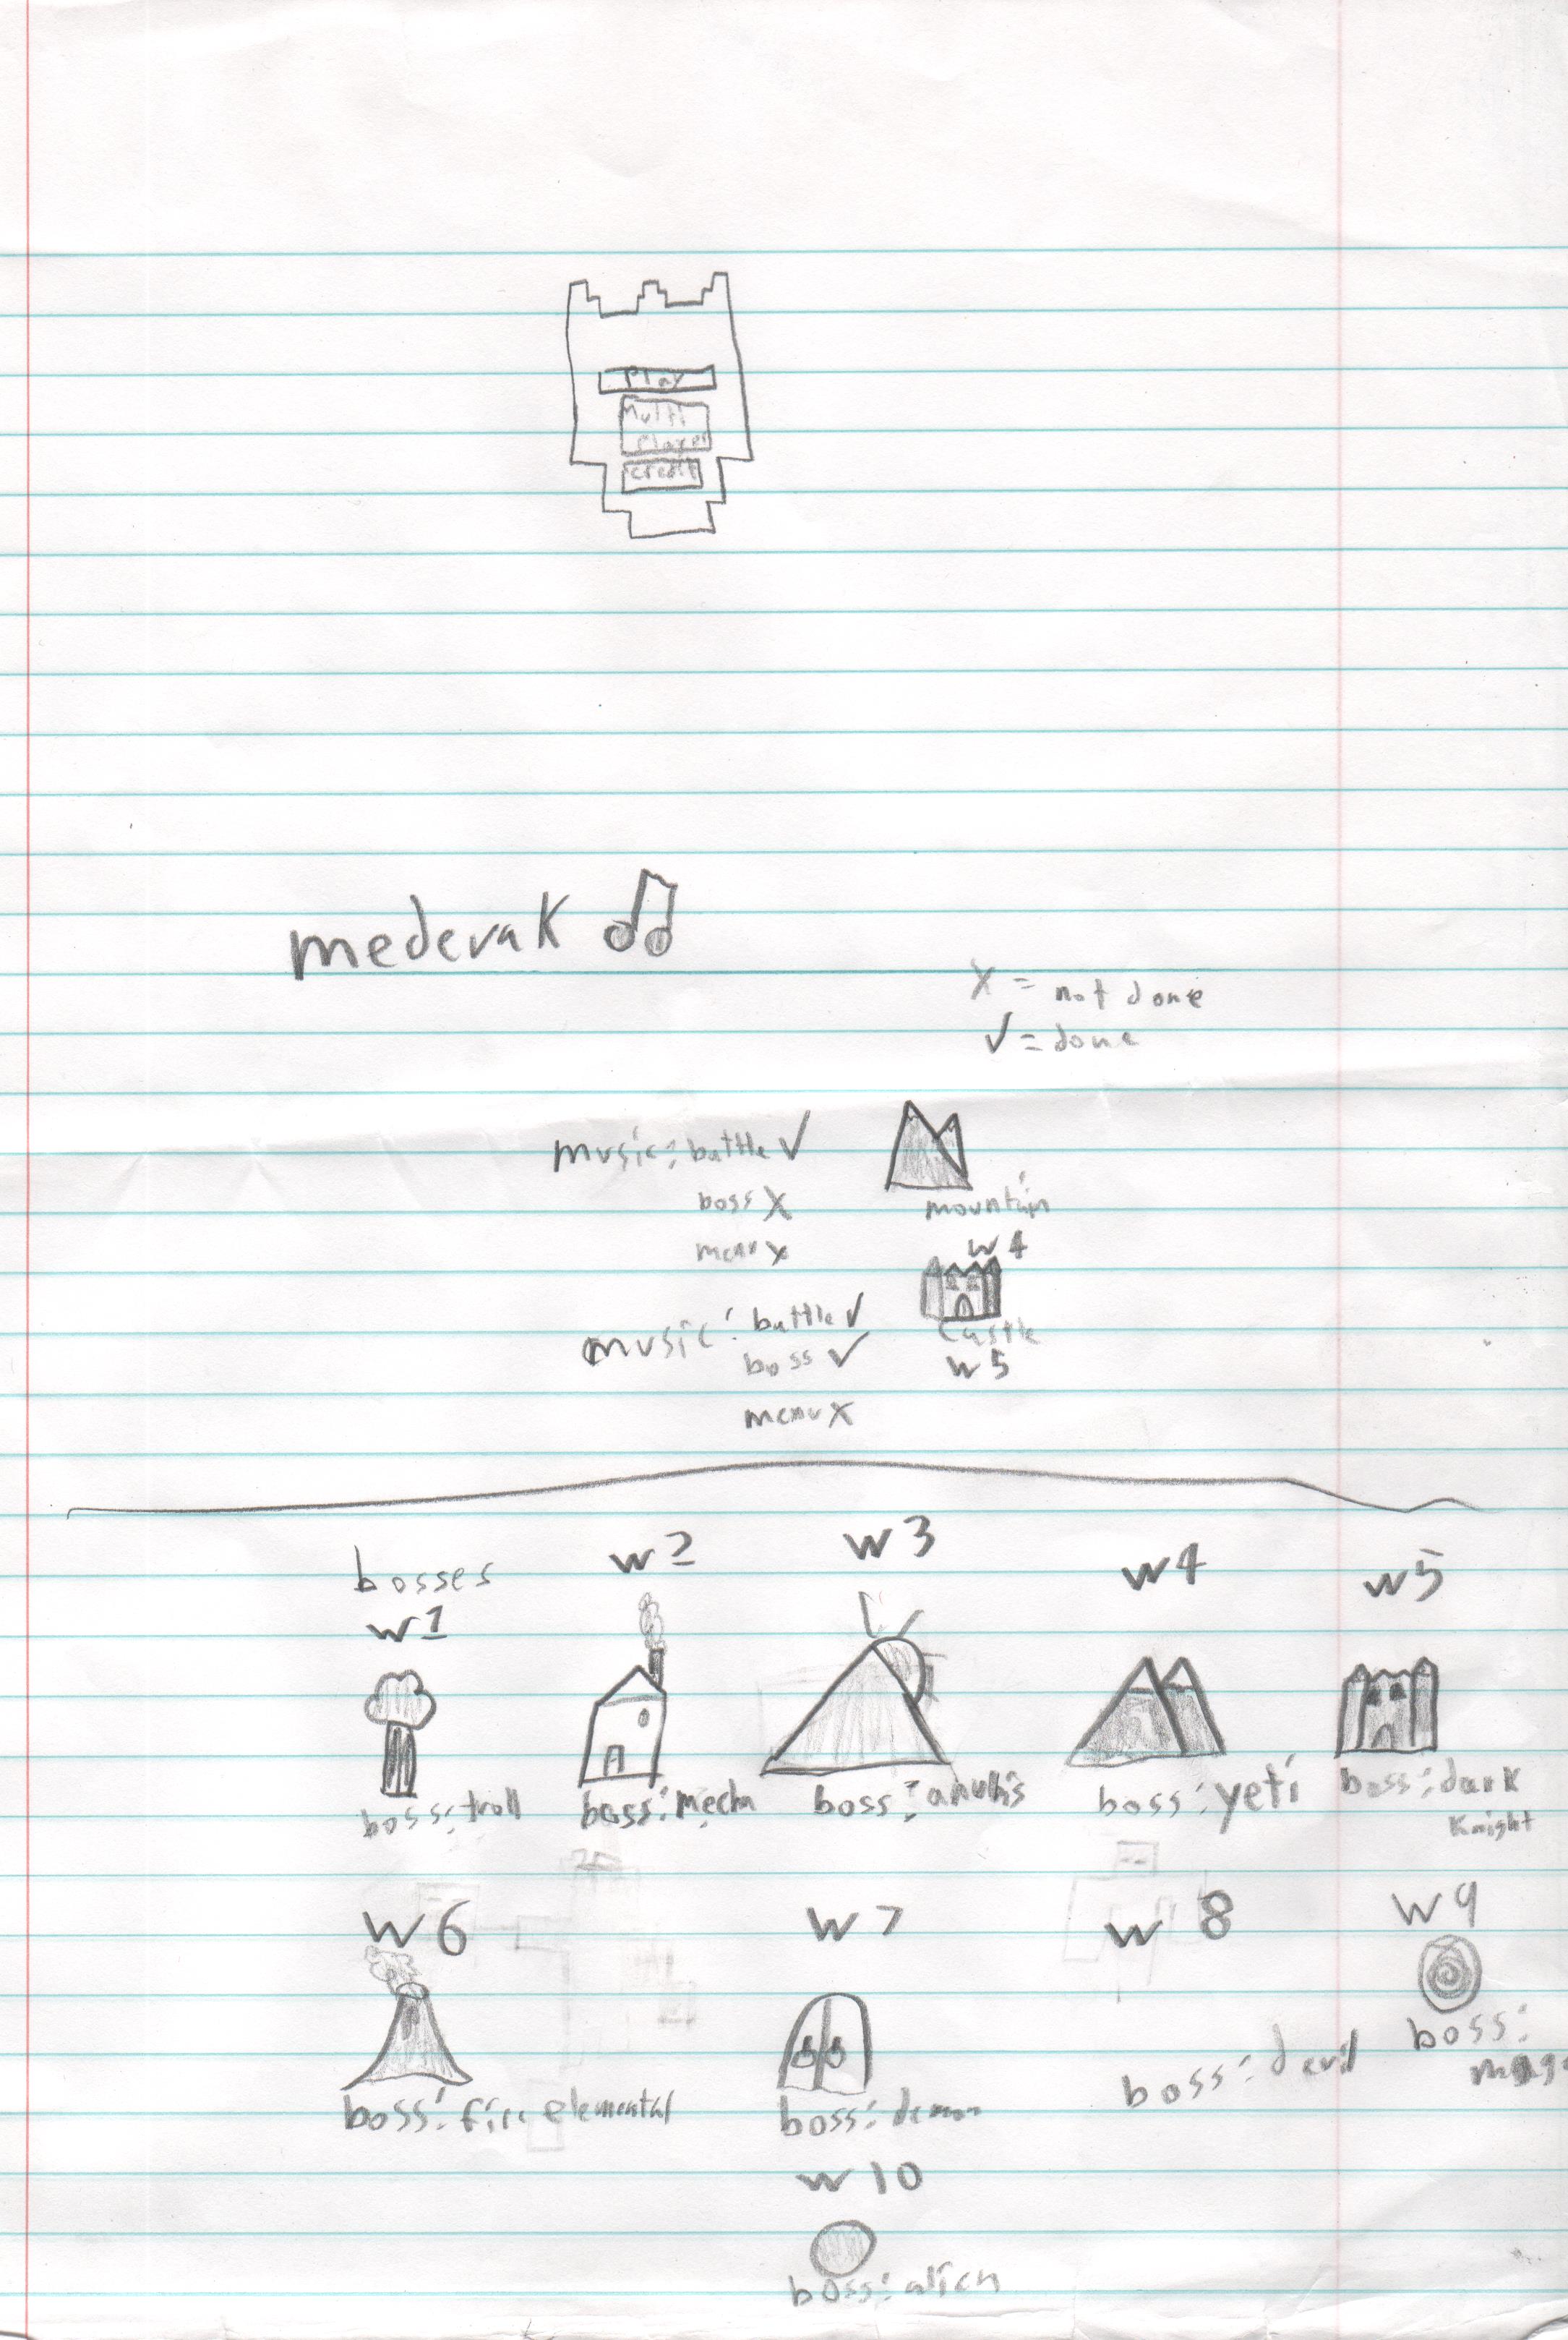 Play
Multi
Player
credit
medevak
X = not done
✓ = done
music: battle ✓
boss X
menu x
mountain
w4
music: battle ✓
boss ✓
menu X
castle
w5
bosses
w1
w2
w3
w4
w5
boss: troll
boss: mecha
boss: anubis
boss: yeti
boss: dark
Knight
w6
w7
w8
w9
boss: fire elemental
boss: demon
boss: devil
boss:
w10
boss: alien